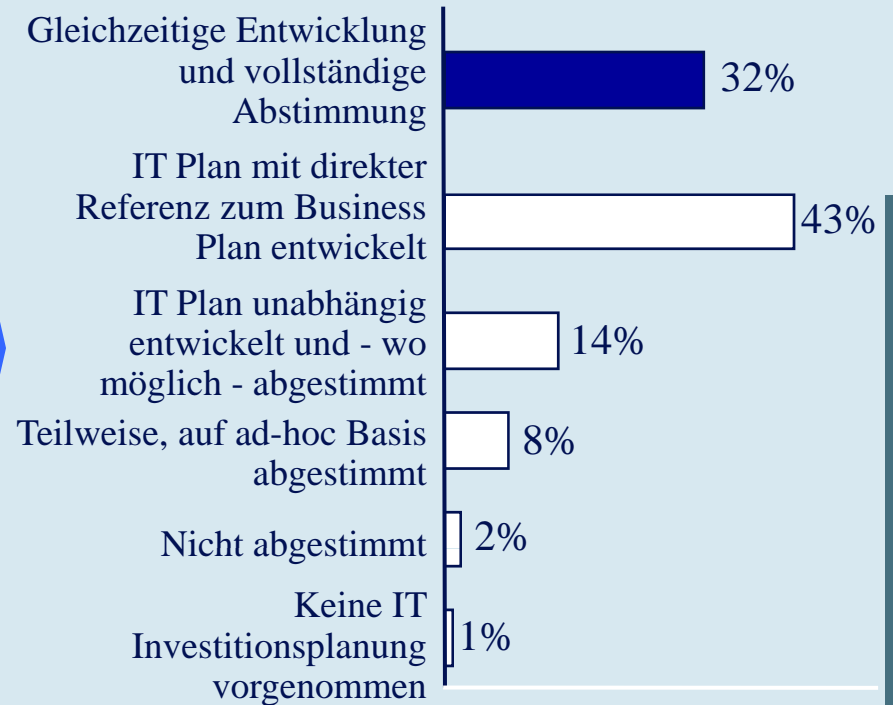 Gleichzeitige Entwicklung
und vollständige
Abstimmung
32%
IT Plan mit direkter
Referenz zum Business
Plan entwickelt
43%
IT Plan unabhängig
entwickelt und - wo
möglich - abgestimmt
14%
Teilweise, auf ad-hoc Basis
abgestimmt
8%
Nicht abgestimmt
2%
Keine IT
Investitionsplanung
vorgenommen
1%